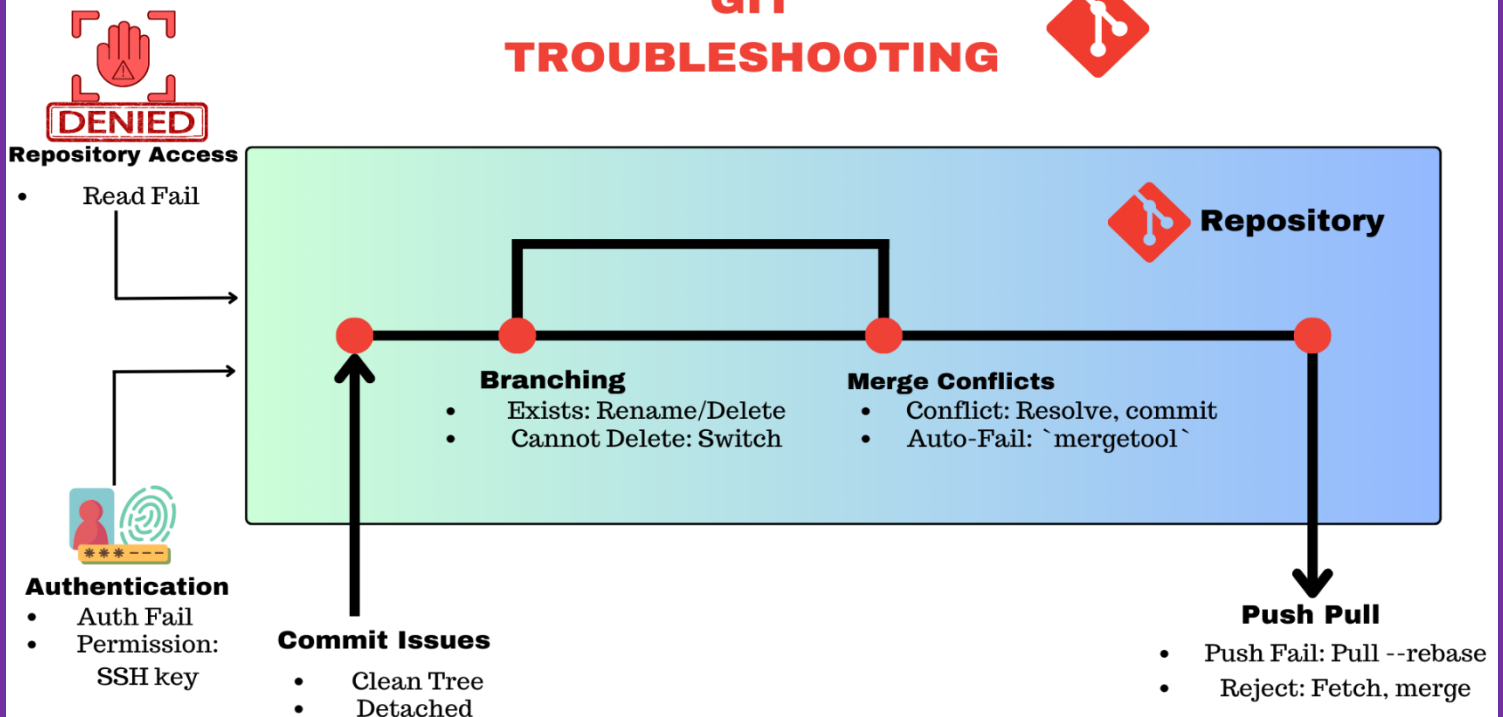 GIT
TROUBLESHOOTING
DENIED
Repository Access
• Read Fail
Repository
Branching
• Exists: Rename/Delete
• Cannot Delete: Switch
Merge Conflicts
• Conflict: Resolve, commit
• Auto-Fail: `mergetool`
***---
Authentication
• Auth Fail
• Permission:
SSH key
Commit Issues
• Clean Tree
• Detached
Push Pull
• Push Fail: Pull --rebase
• Reject: Fetch, merge